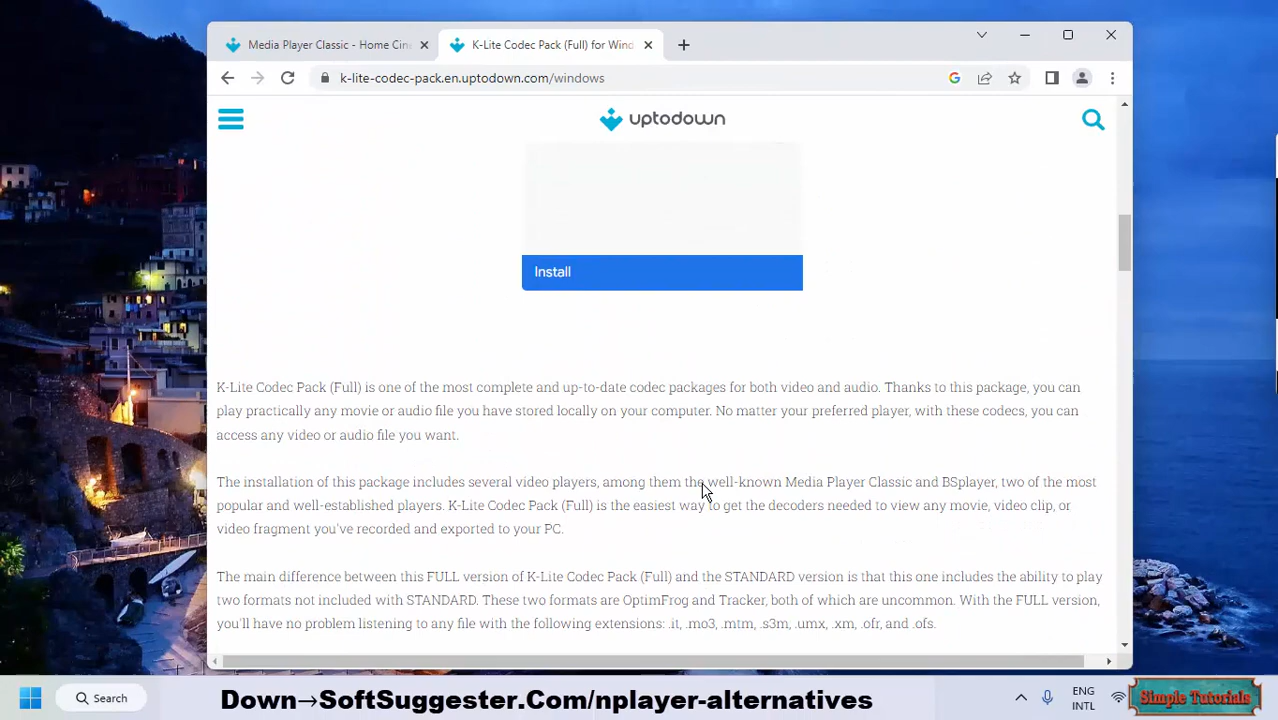 Media Player Classic - Home Cin
K-Lite Codec Pack (Full) for Wind
k-lite-codec-pack.en.uptodown.com/windows
uptodown
Install
K-Lite Codec Pack (Full) is one of the most complete and up-to-date codec packages for both video and audio. Thanks to this package, you can
play practically any movie or audio file you have stored locally on your computer. No matter your preferred player, with these codecs, you can
access any video or audio file you want.
The installation of this package includes several video players, among them the well-known Media Player Classic and BSplayer, two of the most
popular and well-established players. K-Lite Codec Pack (Full) is the easiest way to get the decoders needed to view any movie, video clip, or
video fragment you've recorded and exported to your PC.
The main difference between this FULL version of K-Lite Codec Pack (Full) and the STANDARD version is that this one includes the ability to play
two formats not included with STANDARD. These two formats are OptimFrog and Tracker, both of which are uncommon. With the FULL version,
you'll have no problem listening to any file with the following extensions: .it, .mo3, .mtm, .s3m, .umx, .xm, .ofr, and .ofs.
Search
Down→SoftSuggester.Com/nplayer-alternatives
ENG
INTL
Simple Tutorials